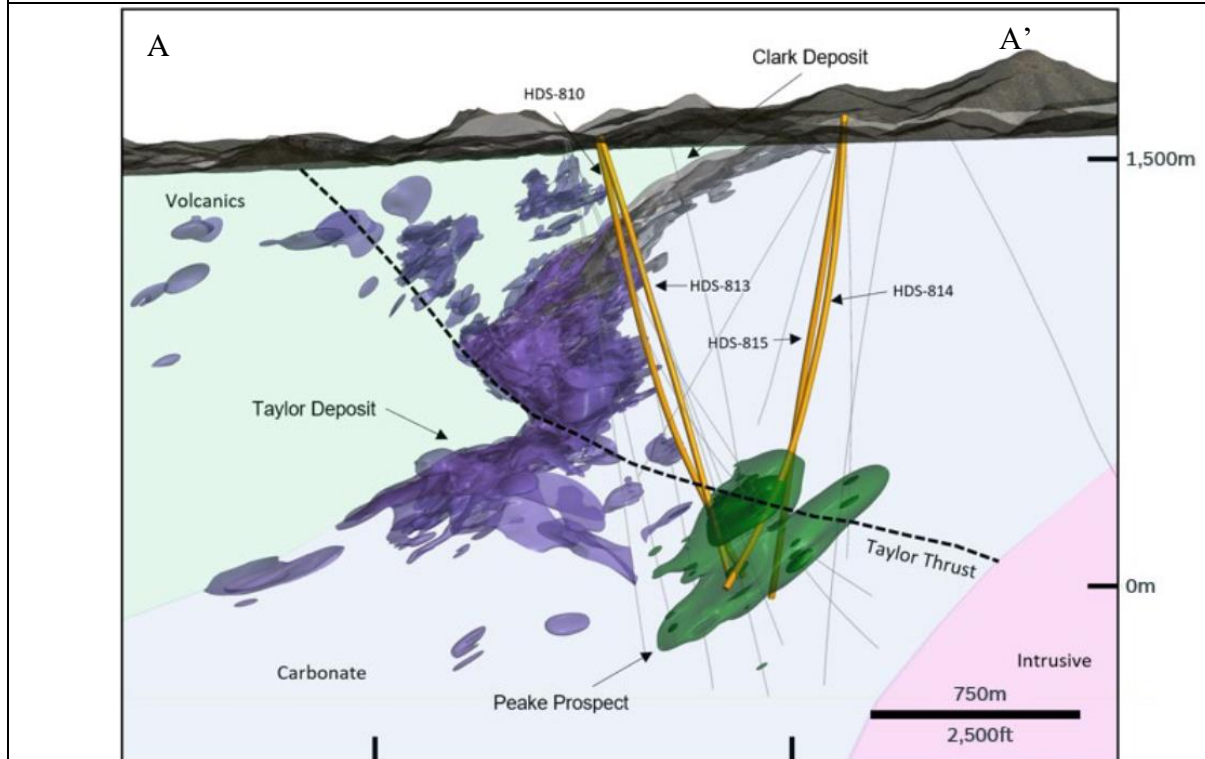 A
A’
Clark Deposit
HDS-810
1,500m
Volcanics
HDS-813
HDS-814
HDS-815
Taylor Deposit
Taylor Thrust
0m
Carbonate
Intrusive
Peake Prospect
750m
2,500ft